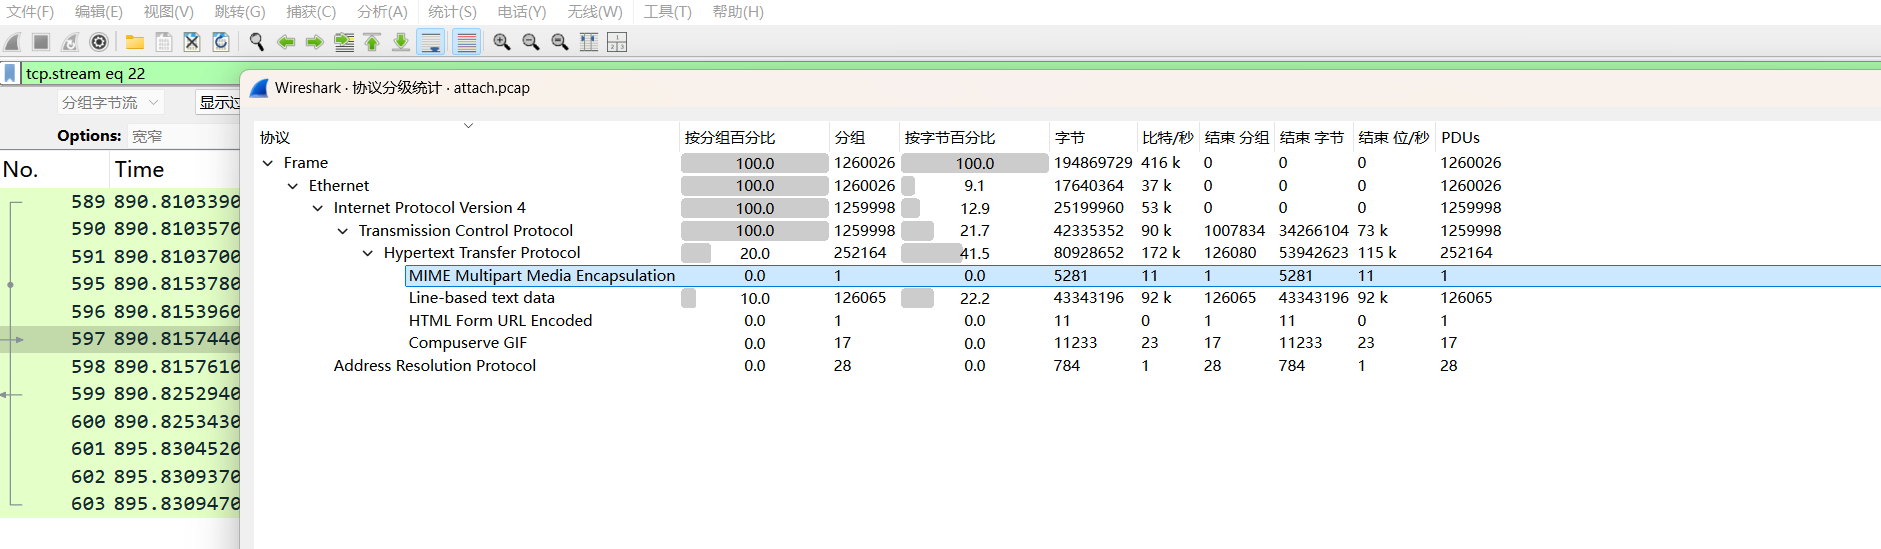 文件(F) 编辑(E) 视图(V) 跳转(G) 捕获(C) 分析(A) 统计(S) 电话(Y) 无线(W) 工具(T) 帮助(H)
tcp.stream eq 22
分组字节流 显示过
Options: 宽窄
No. Time
589 890.8103390
590 890.8103570
591 890.8103700
595 890.8153780
596 890.8153960
597 890.8157440
598 890.8157610
599 890.8252940
600 890.8253430
601 895.8304520
602 895.8309370
603 895.8309470
Wireshark · 协议分级统计 · attach.pcap
协议 按分组百分比 分组 按字节百分比 字节 比特/秒 结束 分组 结束 字节 结束 位/秒 PDUs
Frame 100.0 1260026 100.0 194869729 416 k 0 0 0 1260026
Ethernet 100.0 1260026 9.1 17640364 37 k 0 0 0 1260026
Internet Protocol Version 4 100.0 1259998 12.9 25199960 53 k 0 0 0 1259998
Transmission Control Protocol 100.0 1259998 21.7 42335352 90 k 1007834 34266104 73 k 1259998
Hypertext Transfer Protocol 20.0 252164 41.5 80928652 172 k 126080 53942623 115 k 252164
MIME Multipart Media Encapsulation 0.0 1 0.0 5281 11 1 5281 11 1
Line-based text data 10.0 126065 22.2 43343196 92 k 126065 43343196 92 k 126065
HTML Form URL Encoded 0.0 1 0.0 11 0 1 11 0 1
Compuserve GIF 0.0 17 0.0 11233 23 17 11233 23 17
Address Resolution Protocol 0.0 28 0.0 784 1 28 784 1 28